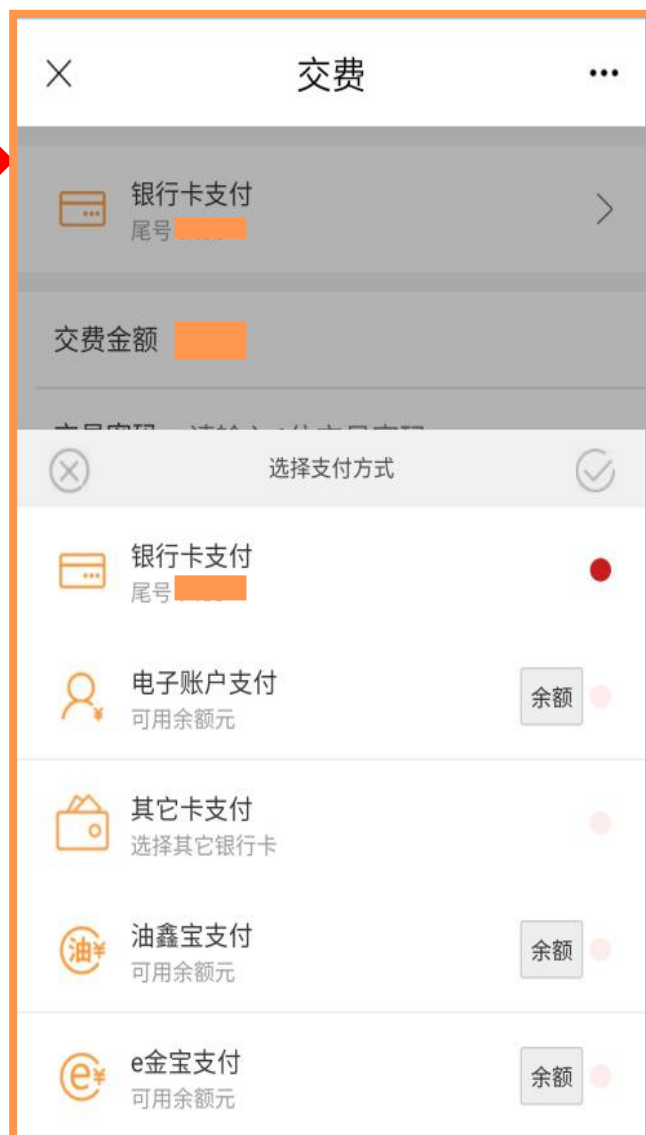 交费
银行卡支付
尾号
交费金额
选择支付方式
银行卡支付
尾号
电子账户支付
可用余额元
余额
其它卡支付
选择其它银行卡
油鑫宝支付
可用余额元
余额
油¥
e金宝支付
可用余额元
余额
e¥